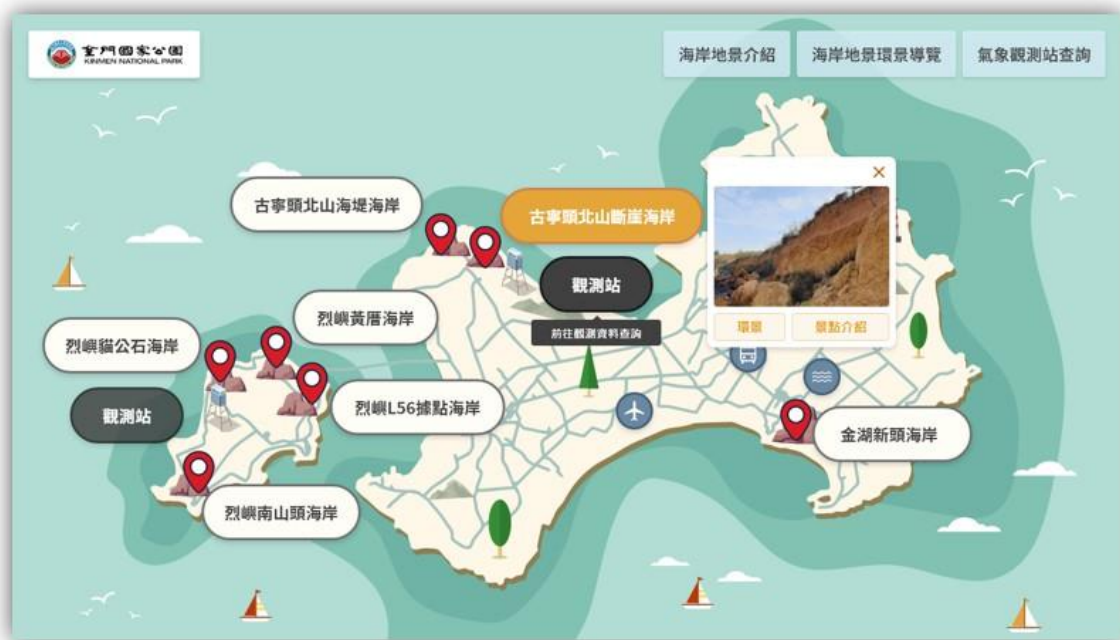 金門國家公園
KINMEN NATIONAL PARK
海岸地景介紹
海岸地景環景導覽
氣象觀測站查詢
古寧頭北山海堤海岸
古寧頭北山斷崖海岸
觀測站
前往觀測資料查詢
環景
景點介紹
烈嶼黃厝海岸
烈嶼貓公石海岸
觀測站
烈嶼L56據點海岸
金湖新頭海岸
烈嶼南山頭海岸